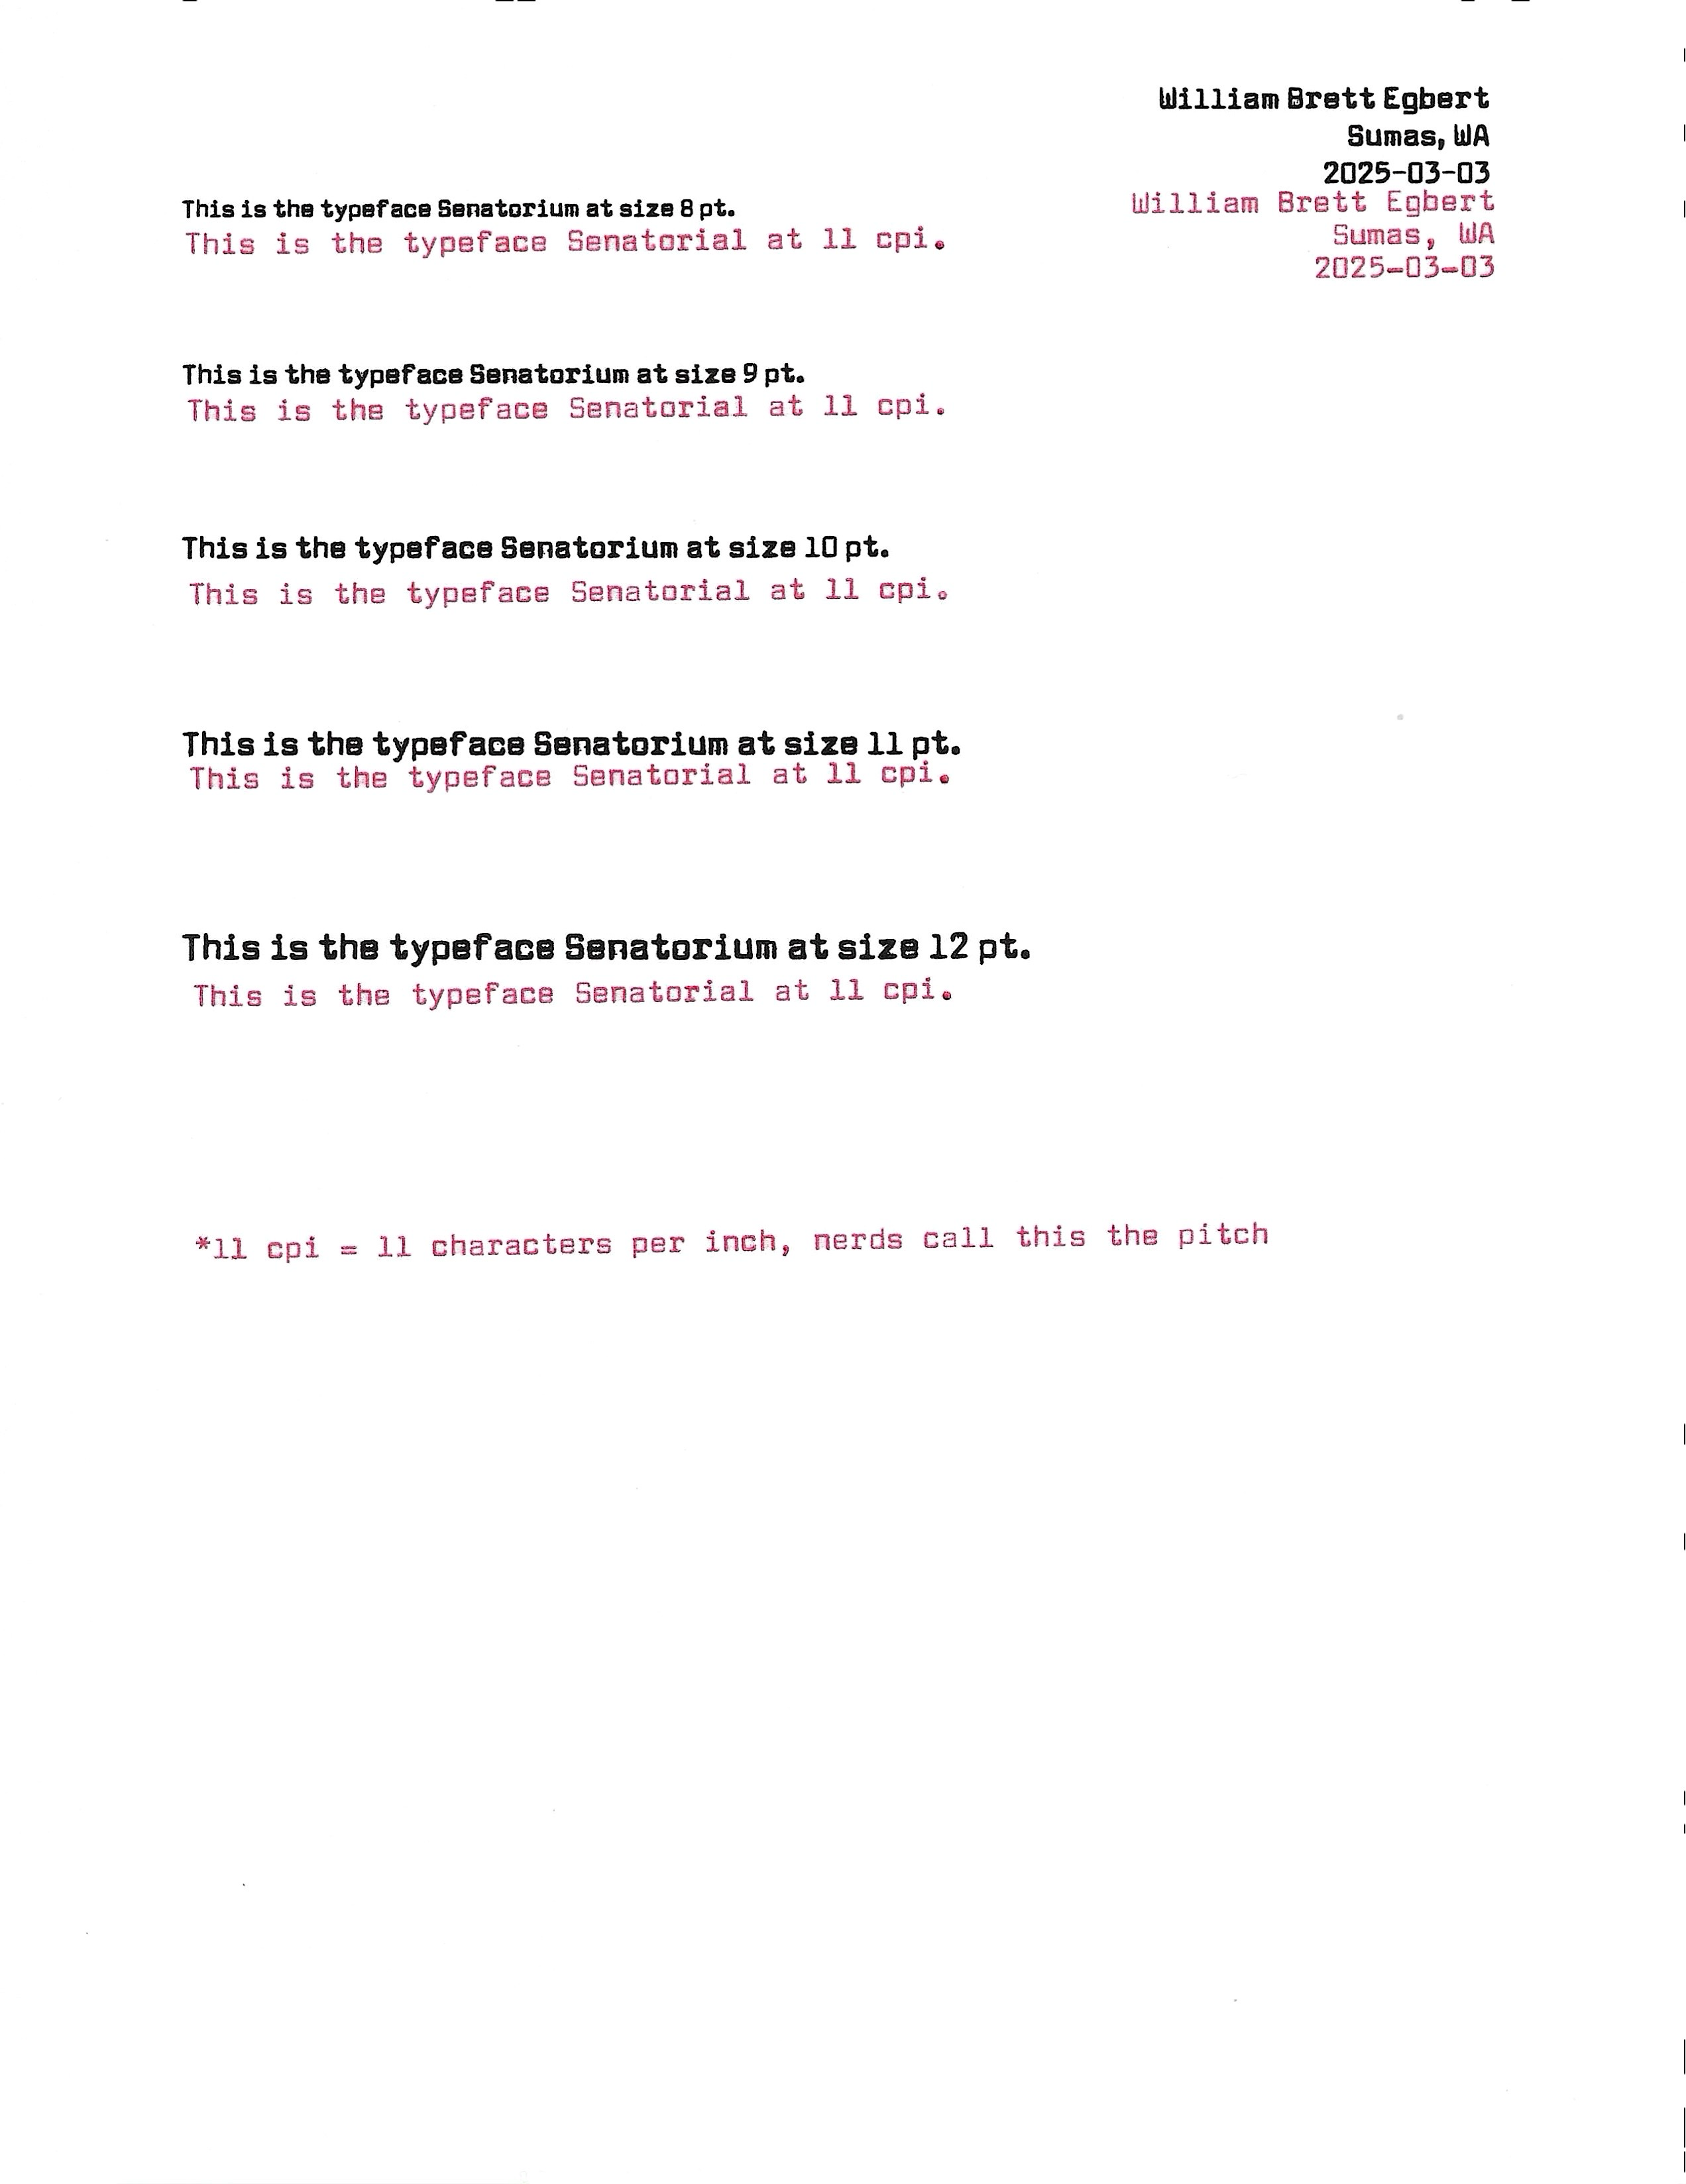 William Brett Egbert
Sumas, WA
2025-03-03
William Brett Egbert
Sumas, WA
2025-03-03
This is the typeface Senatorium at size 8 pt.
This is the typeface Senatorial at 11 cpi.
This is the typeface Senatorium at size 9 pt.
This is the typeface Senatorial at 11 cpi.
This is the typeface Senatorium at size 10 pt.
This is the typeface Senatorial at 11 cpi.
This is the typeface Senatorium at size 11 pt.
This is the typeface Senatorial at 11 cpi.
This is the typeface Senatorium at size 12 pt.
This is the typeface Senatorial at 11 cpi.
*11 cpi = 11 characters per inch, nerds call this the pitch